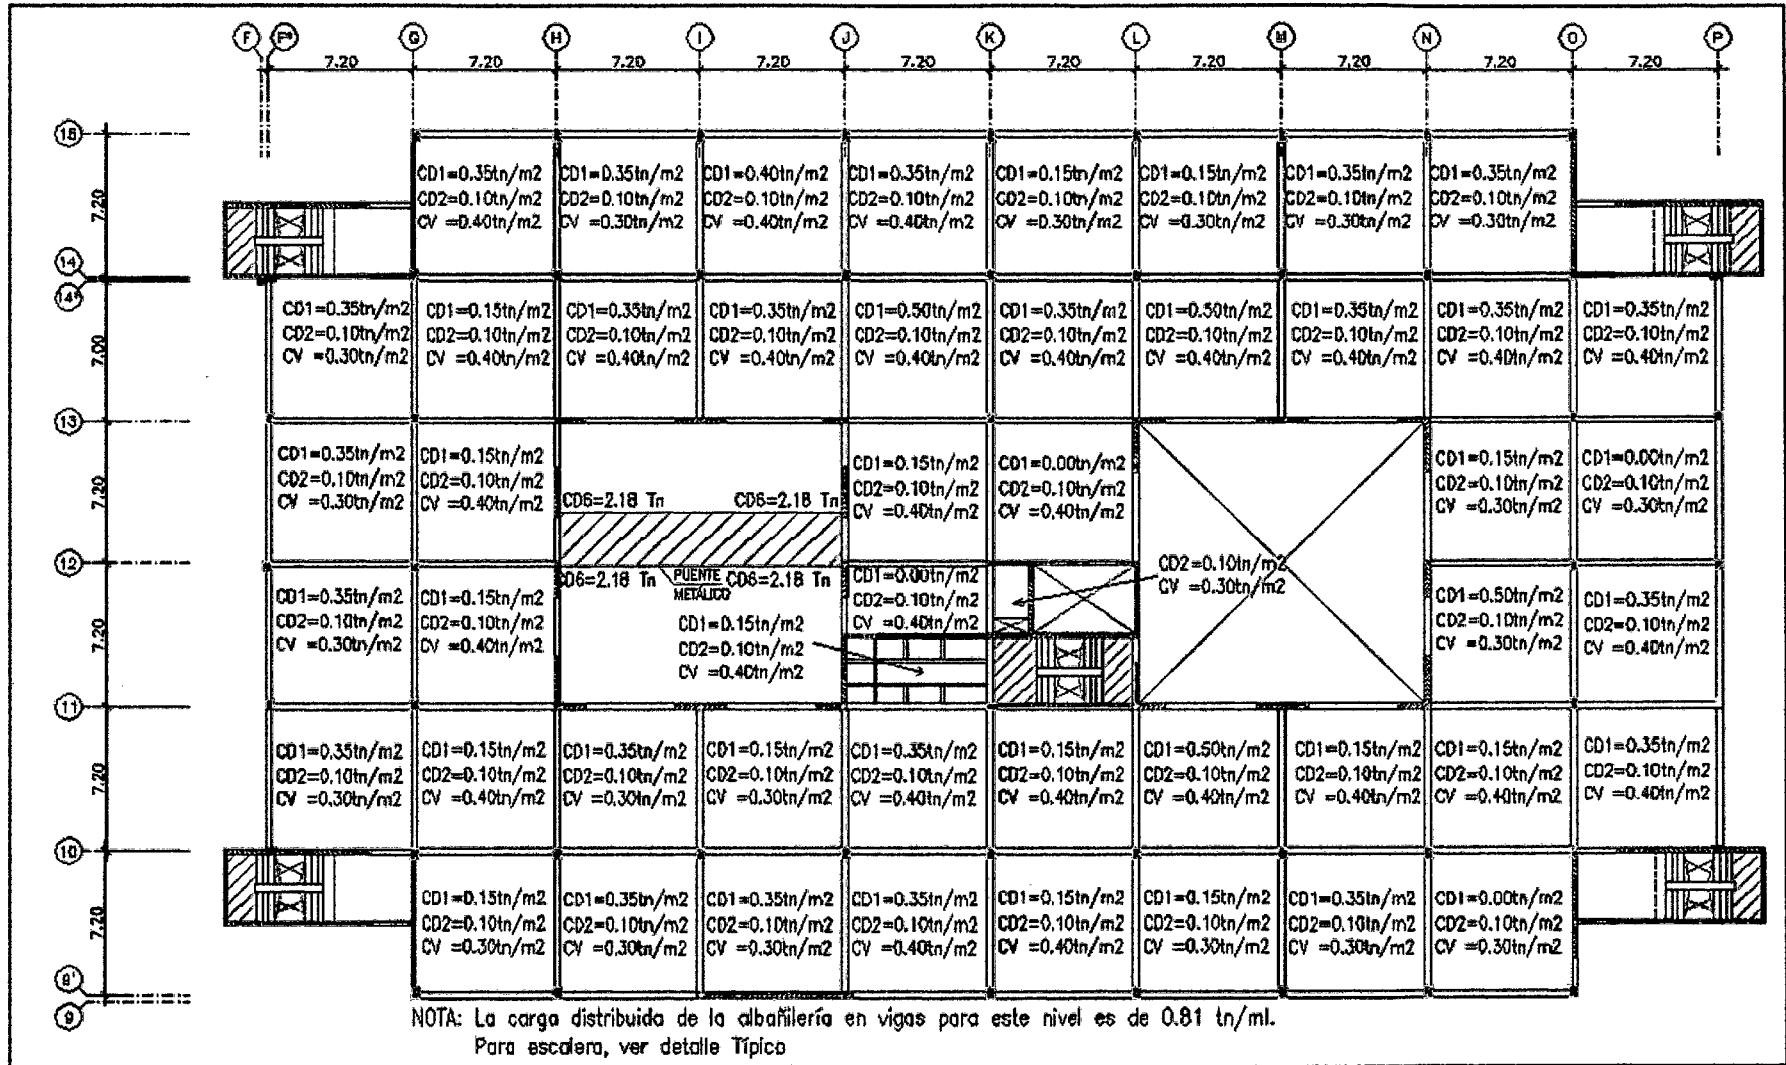 F F* G H I J K L M N O P
7.20 7.20 7.20 7.20 7.20 7.20 7.20 7.20 7.20 7.20
15
CD1=0.35tn/m2 CD1=0.35tn/m2 CD1=0.40tn/m2 CD1=0.35tn/m2 CD1=0.15tn/m2 CD1=0.15tn/m2 CD1=0.35tn/m2 CD1=0.35tn/m2
7.20
CD2=0.10tn/m2 CD2=0.10tn/m2 CD2=0.10tn/m2 CD2=0.10tn/m2 CD2=0.10tn/m2 CD2=0.10tn/m2 CD2=0.10tn/m2 CD2=0.10tn/m2
CV =0.40tn/m2 CV =0.30tn/m2 CV =0.40tn/m2 CV =0.40tn/m2 CV =0.30tn/m2 CV =0.30tn/m2 CV =0.30tn/m2 CV =0.30tn/m2
14
14*
CD1=0.35tn/m2 CD1=0.15tn/m2 CD1=0.35tn/m2 CD1=0.35tn/m2 CD1=0.50tn/m2 CD1=0.35tn/m2 CD1=0.50tn/m2 CD1=0.35tn/m2 CD1=0.35tn/m2 CD1=0.35tn/m2
7.00
CD2=0.10tn/m2 CD2=0.10tn/m2 CD2=0.10tn/m2 CD2=0.10tn/m2 CD2=0.10tn/m2 CD2=0.10tn/m2 CD2=0.10tn/m2 CD2=0.10tn/m2 CD2=0.10tn/m2 CD2=0.10tn/m2
CV =0.30tn/m2 CV =0.40tn/m2 CV =0.40tn/m2 CV =0.40tn/m2 CV =0.40tn/m2 CV =0.40tn/m2 CV =0.40tn/m2 CV =0.40tn/m2 CV =0.40tn/m2 CV =0.40tn/m2
13
CD1=0.35tn/m2 CD1=0.15tn/m2 CD1=0.15tn/m2 CD1=0.00tn/m2 CD1=0.15tn/m2 CD1=0.00tn/m2
7.20
CD2=0.10tn/m2 CD2=0.10tn/m2 CD2=0.10tn/m2 CD2=0.10tn/m2 CD2=0.10tn/m2 CD2=0.10tn/m2
CV =0.30tn/m2 CV =0.40tn/m2 CD6=2.18 Tn CD6=2.18 Tn CV =0.40tn/m2 CV =0.40tn/m2 CV =0.30tn/m2 CV =0.30tn/m2
12
CD6=2.18 Tn PUENTE CD6=2.18 Tn
METÁLICO
CD2=0.10tn/m2
CV =0.30tn/m2
CD1=0.35tn/m2 CD1=0.15tn/m2 CD1=0.00tn/m2 CD1=0.50tn/m2 CD1=0.35tn/m2
7.20
CD2=0.10tn/m2 CD2=0.10tn/m2 CD2=0.10tn/m2 CD2=0.10tn/m2 CD2=0.10tn/m2
CV =0.30tn/m2 CV =0.40tn/m2 CV =0.40tn/m2 CV =0.30tn/m2 CV =0.40tn/m2
CD1=0.15tn/m2
CD2=0.10tn/m2
CV =0.40tn/m2
11
CD1=0.35tn/m2 CD1=0.15tn/m2 CD1=0.35tn/m2 CD1=0.15tn/m2 CD1=0.35tn/m2 CD1=0.15tn/m2 CD1=0.50tn/m2 CD1=0.15tn/m2 CD1=0.15tn/m2 CD1=0.35tn/m2
7.20
CD2=0.10tn/m2 CD2=0.10tn/m2 CD2=0.10tn/m2 CD2=0.10tn/m2 CD2=0.10tn/m2 CD2=0.10tn/m2 CD2=0.10tn/m2 CD2=0.10tn/m2 CD2=0.10tn/m2 CD2=0.10tn/m2
CV =0.30tn/m2 CV =0.40tn/m2 CV =0.30tn/m2 CV =0.30tn/m2 CV =0.40tn/m2 CV =0.40tn/m2 CV =0.40tn/m2 CV =0.40tn/m2 CV =0.40tn/m2 CV =0.40tn/m2
10
CD1=0.15tn/m2 CD1=0.35tn/m2 CD1=0.35tn/m2 CD1=0.35tn/m2 CD1=0.15tn/m2 CD1=0.15tn/m2 CD1=0.35tn/m2 CD1=0.00tn/m2
7.20
CD2=0.10tn/m2 CD2=0.10tn/m2 CD2=0.10tn/m2 CD2=0.10tn/m2 CD2=0.10tn/m2 CD2=0.10tn/m2 CD2=0.10tn/m2 CD2=0.10tn/m2
CV =0.30tn/m2 CV =0.30tn/m2 CV =0.30tn/m2 CV =0.40tn/m2 CV =0.40tn/m2 CV =0.30tn/m2 CV =0.30tn/m2 CV =0.30tn/m2
9'
9
NOTA: La carga distribuida de la albañilería en vigas para este nivel es de 0.81 tn/ml.
Para escalera, ver detalle Típico